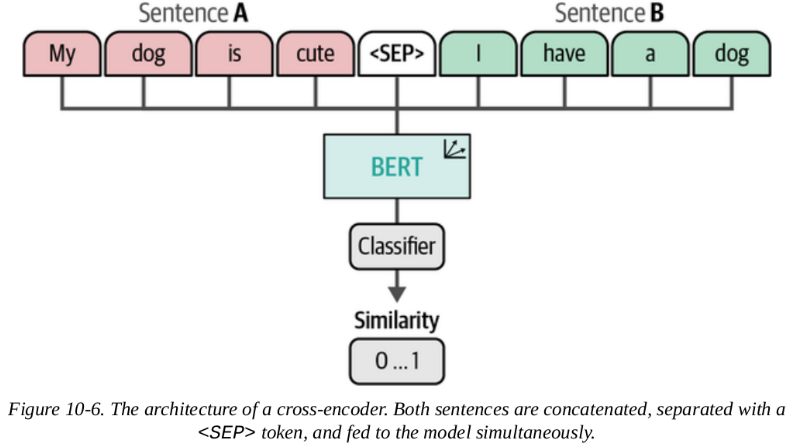 Sentence A Sentence B
My dog is cute <SEP> I have a dog
BERT
Classifier
Similarity
0 ... 1
Figure 10-6. The architecture of a cross-encoder. Both sentences are concatenated, separated with a
<SEP> token, and fed to the model simultaneously.